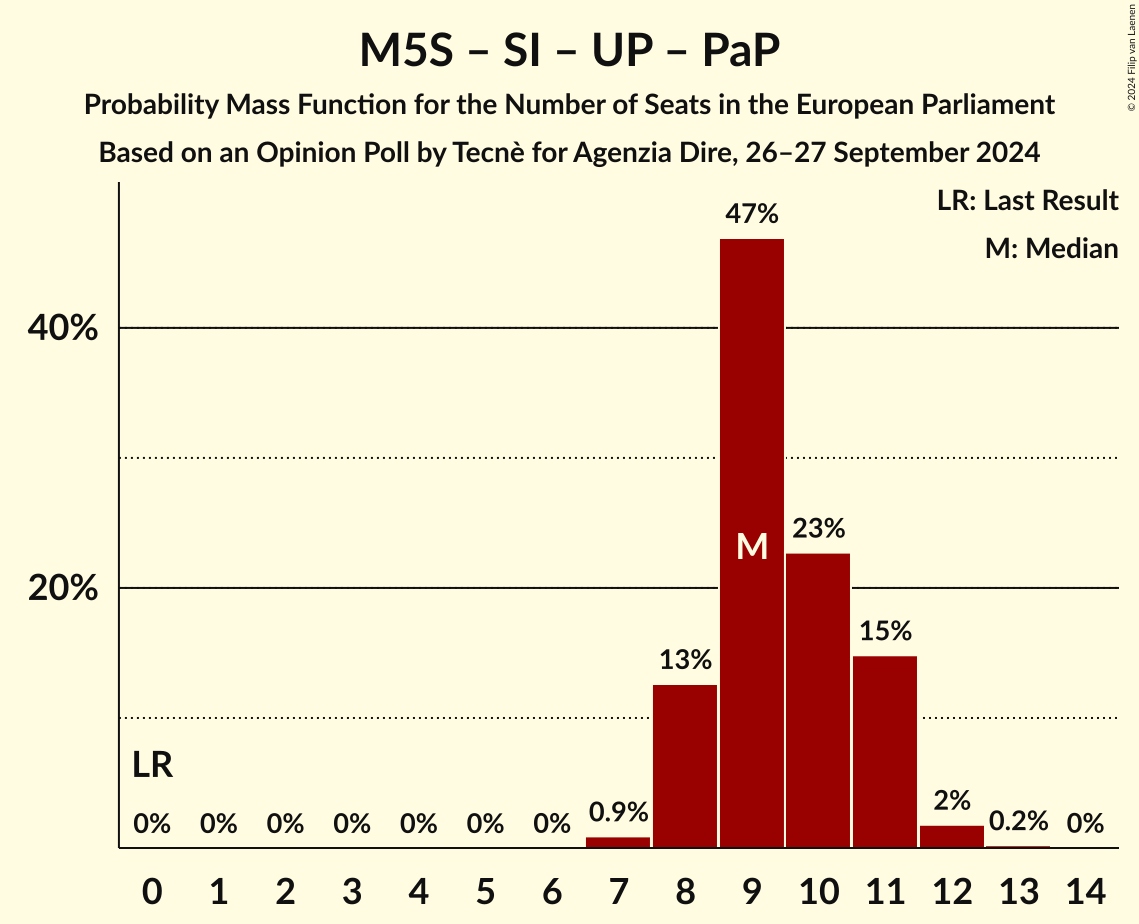 M5S – SI – UP – PaP
Probability Mass Function for the Number of Seats in the European Parliament
Based on an Opinion Poll by Tecnè for Agenzia Dire, 26–27 September 2024
© 2024 Filip van Laenen
LR: Last Result
M: Median
47%
40%
23%
M
20%
15%
13%
LR
0% 0% 0% 0% 0% 0% 0% 0.9% 2% 0.2% 0%
0 1 2 3 4 5 6 7 8 9 10 11 12 13 14